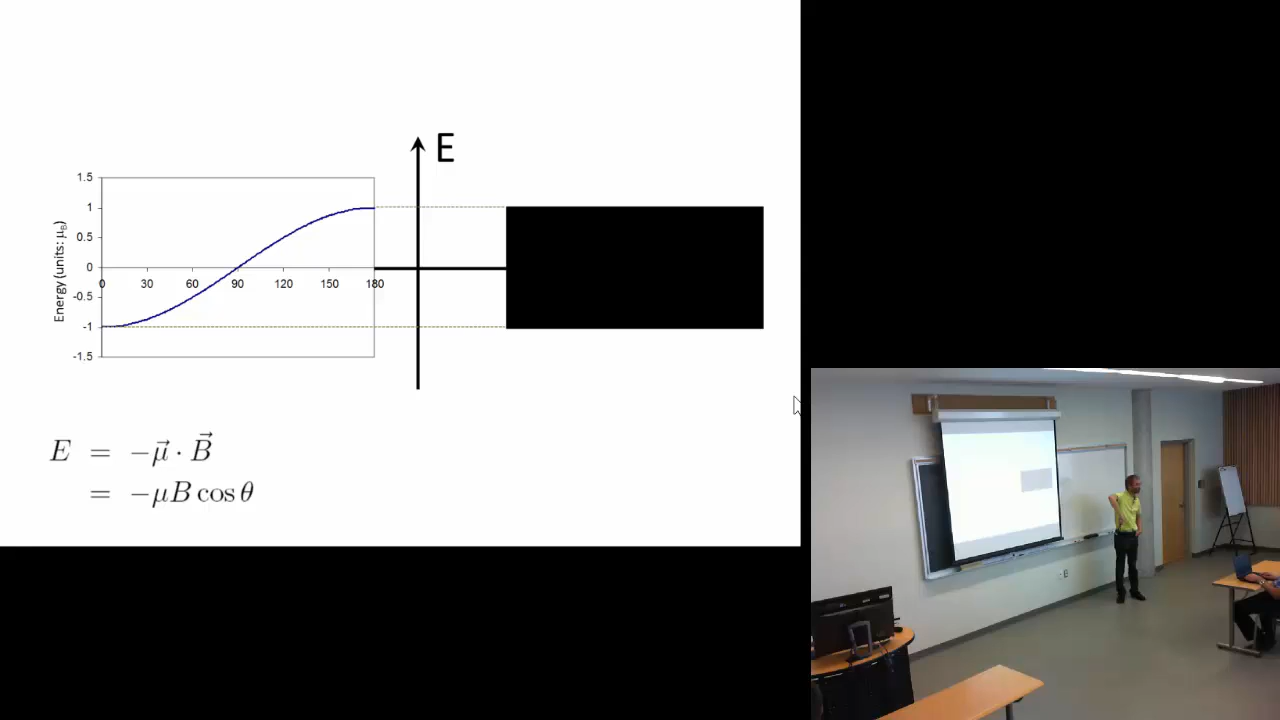 E
1.5
1
0.5
0
-0.5
-1
-1.5
Energy (units: μB)
0 30 60 90 120 150 180
E = −μ⃗ · B⃗
= −μB cos θ